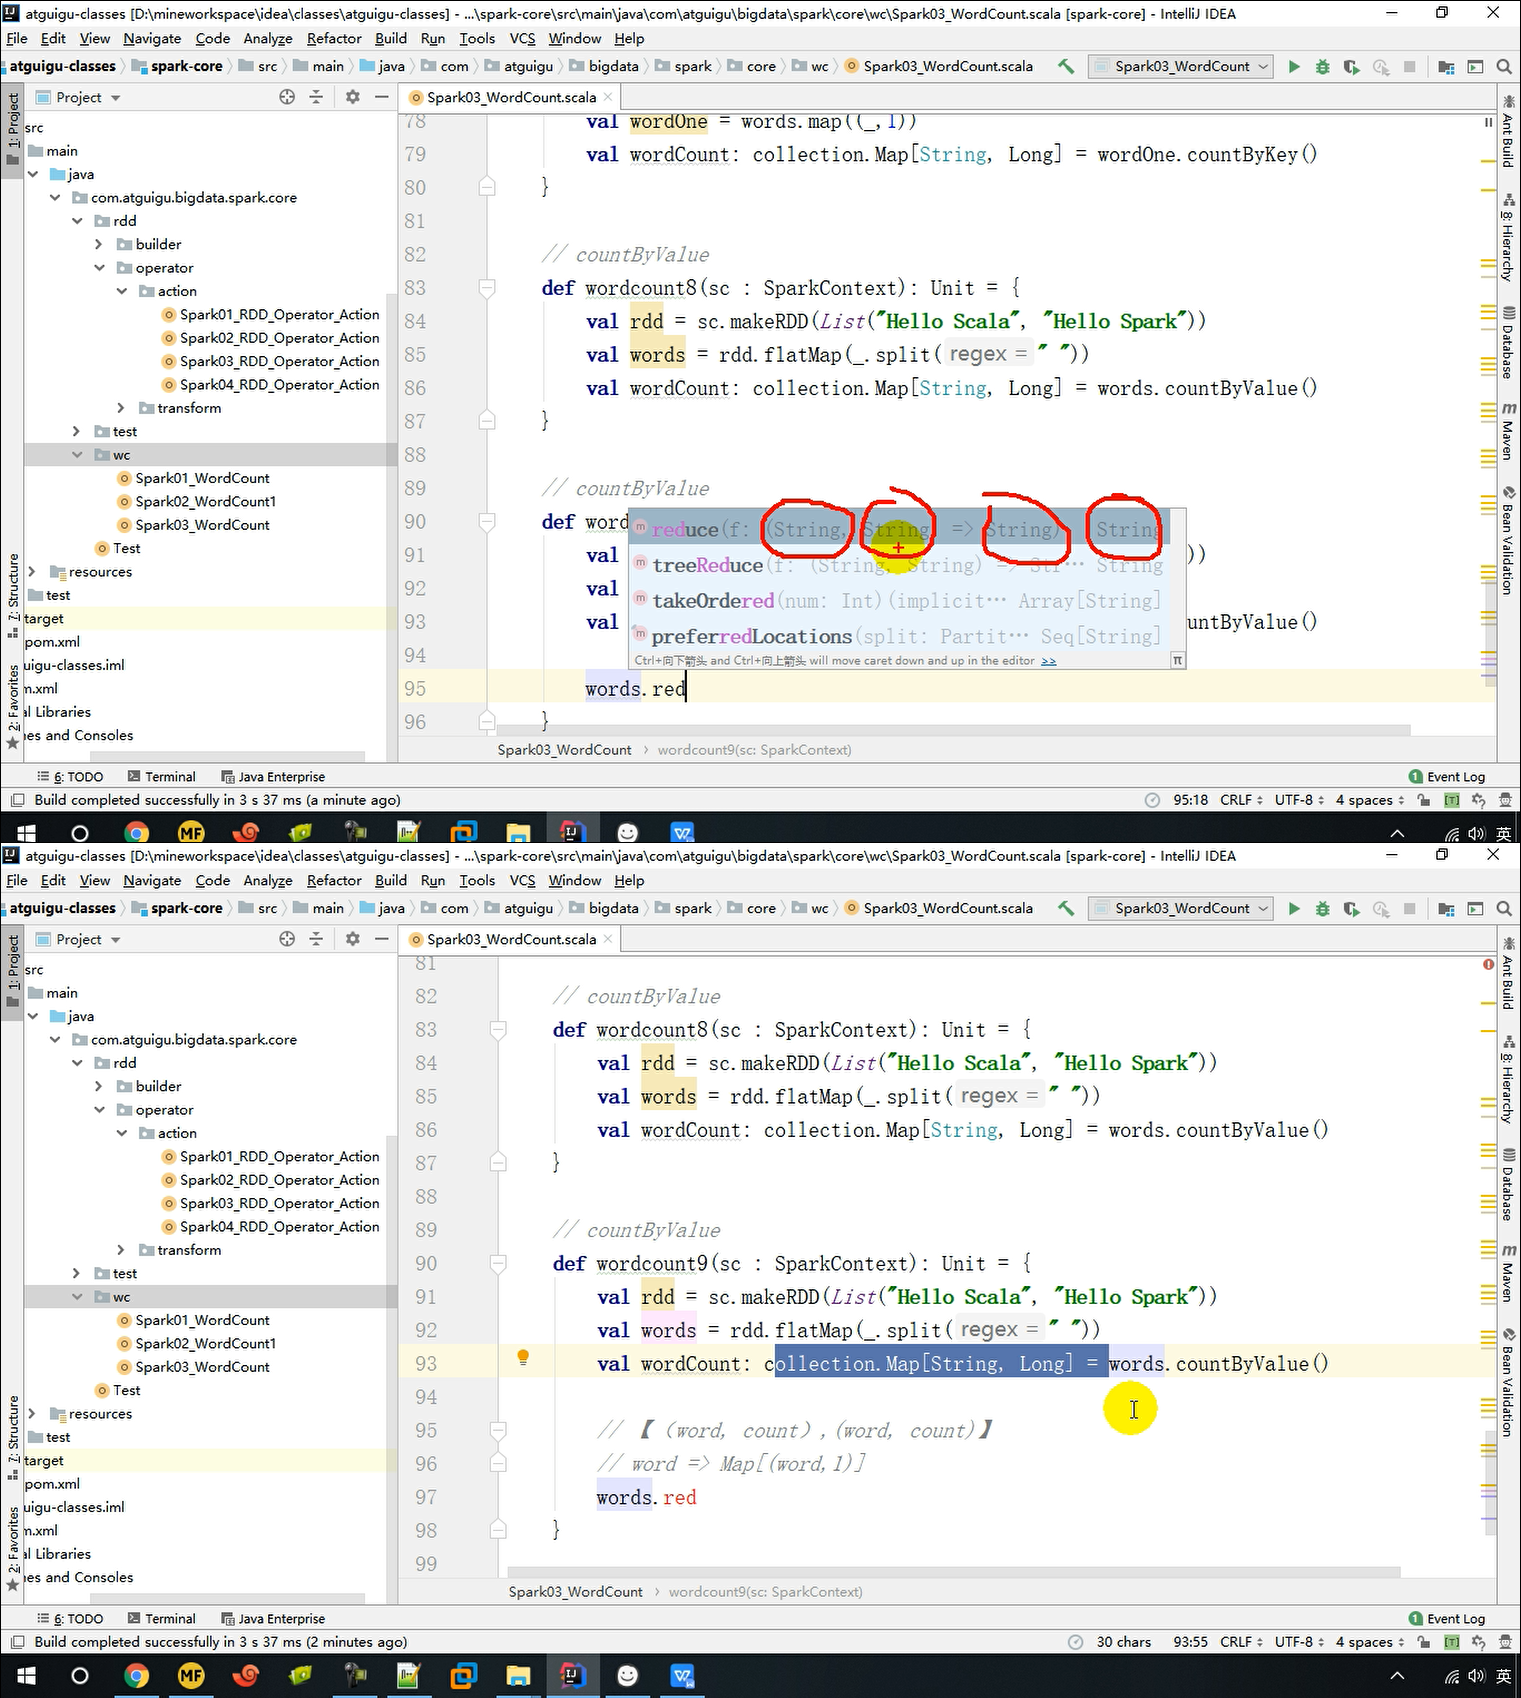 atguigu-classes [D:\mineworkspace\idea\classes\atguigu-classes] - ...\spark-core\src\main\java\com\atguigu\bigdata\spark\core\wc\Spark03_WordCount.scala [spark-core] - IntelliJ IDEA
File Edit View Navigate Code Analyze Refactor Build Run Tools VCS Window Help
atguigu-classes spark-core src main java com atguigu bigdata spark core wc Spark03_WordCount.scala Spark03_WordCount
1: Project
Project
Spark03_WordCount.scala
src
main
java
com.atguigu.bigdata.spark.core
rdd
builder
operator
action
Spark01_RDD_Operator_Action
Spark02_RDD_Operator_Action
Spark03_RDD_Operator_Action
Spark04_RDD_Operator_Action
transform
test
wc
Spark01_WordCount
Spark02_WordCount1
Spark03_WordCount
Test
resources
test
target
pom.xml
uigu-classes.iml
m.xml
al Libraries
nes and Consoles
7: Structure
2: Favorites
78 val wordOne = words.map((_,1))
79 val wordCount: collection.Map[String, Long] = wordOne.countByKey()
80 }
81
82 // countByValue
83 def wordcount8(sc : SparkContext): Unit = {
84 val rdd = sc.makeRDD(List("Hello Scala", "Hello Spark"))
85 val words = rdd.flatMap(_.split( regex = " "))
86 val wordCount: collection.Map[String, Long] = words.countByValue()
87 }
88
89 // countByValue
90 def word
91 val ))
92 val
93 val untByValue()
94
95 words.red
96 }
reduce(f: (String, String) => String) String
treeReduce(f: (String, String) => Str… String
takeOrdered(num: Int)(implicit… Array[String]
preferredLocations(split: Partit… Seq[String]
Ctrl+向下箭头 and Ctrl+向上箭头 will move caret down and up in the editor >> π
Spark03_WordCount wordcount9(sc: SparkContext)
Ant Build
8: Hierarchy
Database
Maven
Bean Validation
6: TODO Terminal Java Enterprise 1 Event Log
Build completed successfully in 3 s 37 ms (a minute ago) 95:18 CRLF UTF-8 4 spaces
英
atguigu-classes [D:\mineworkspace\idea\classes\atguigu-classes] - ...\spark-core\src\main\java\com\atguigu\bigdata\spark\core\wc\Spark03_WordCount.scala [spark-core] - IntelliJ IDEA
File Edit View Navigate Code Analyze Refactor Build Run Tools VCS Window Help
atguigu-classes spark-core src main java com atguigu bigdata spark core wc Spark03_WordCount.scala Spark03_WordCount
1: Project
Project
Spark03_WordCount.scala
src
main
java
com.atguigu.bigdata.spark.core
rdd
builder
operator
action
Spark01_RDD_Operator_Action
Spark02_RDD_Operator_Action
Spark03_RDD_Operator_Action
Spark04_RDD_Operator_Action
transform
test
wc
Spark01_WordCount
Spark02_WordCount1
Spark03_WordCount
Test
resources
test
target
pom.xml
uigu-classes.iml
m.xml
al Libraries
nes and Consoles
7: Structure
2: Favorites
81
82 // countByValue
83 def wordcount8(sc : SparkContext): Unit = {
84 val rdd = sc.makeRDD(List("Hello Scala", "Hello Spark"))
85 val words = rdd.flatMap(_.split( regex = " "))
86 val wordCount: collection.Map[String, Long] = words.countByValue()
87 }
88
89 // countByValue
90 def wordcount9(sc : SparkContext): Unit = {
91 val rdd = sc.makeRDD(List("Hello Scala", "Hello Spark"))
92 val words = rdd.flatMap(_.split( regex = " "))
93 val wordCount: collection.Map[String, Long] = words.countByValue()
94
95 // 【（word, count）,(word, count)】
96 // word => Map[(word,1)]
97 words.red
98 }
99
Spark03_WordCount wordcount9(sc: SparkContext)
Ant Build
8: Hierarchy
Database
Maven
Bean Validation
6: TODO Terminal Java Enterprise 1 Event Log
Build completed successfully in 3 s 37 ms (2 minutes ago) 30 chars 93:55 CRLF UTF-8 4 spaces
英